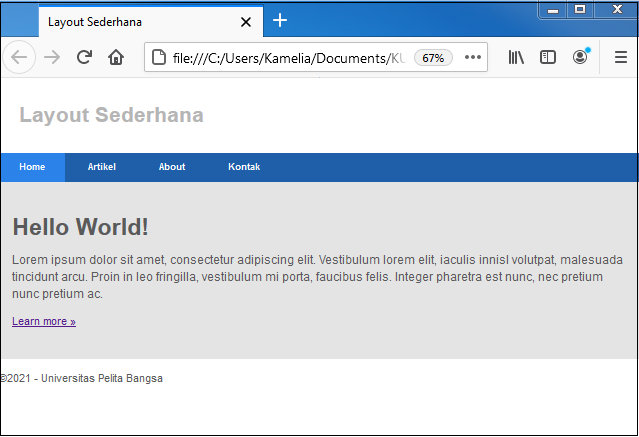 Layout Sederhana
file:///C:/Users/Kamelia/Documents/KU
67%
Layout Sederhana
Home Artikel About Kontak
Hello World!
Lorem ipsum dolor sit amet, consectetur adipiscing elit. Vestibulum lorem elit, iaculis innisl volutpat, malesuada
tincidunt arcu. Proin in leo fringilla, vestibulum mi porta, faucibus felis. Integer pharetra est nunc, nec pretium
nunc pretium ac.
Learn more »
©2021 - Universitas Pelita Bangsa